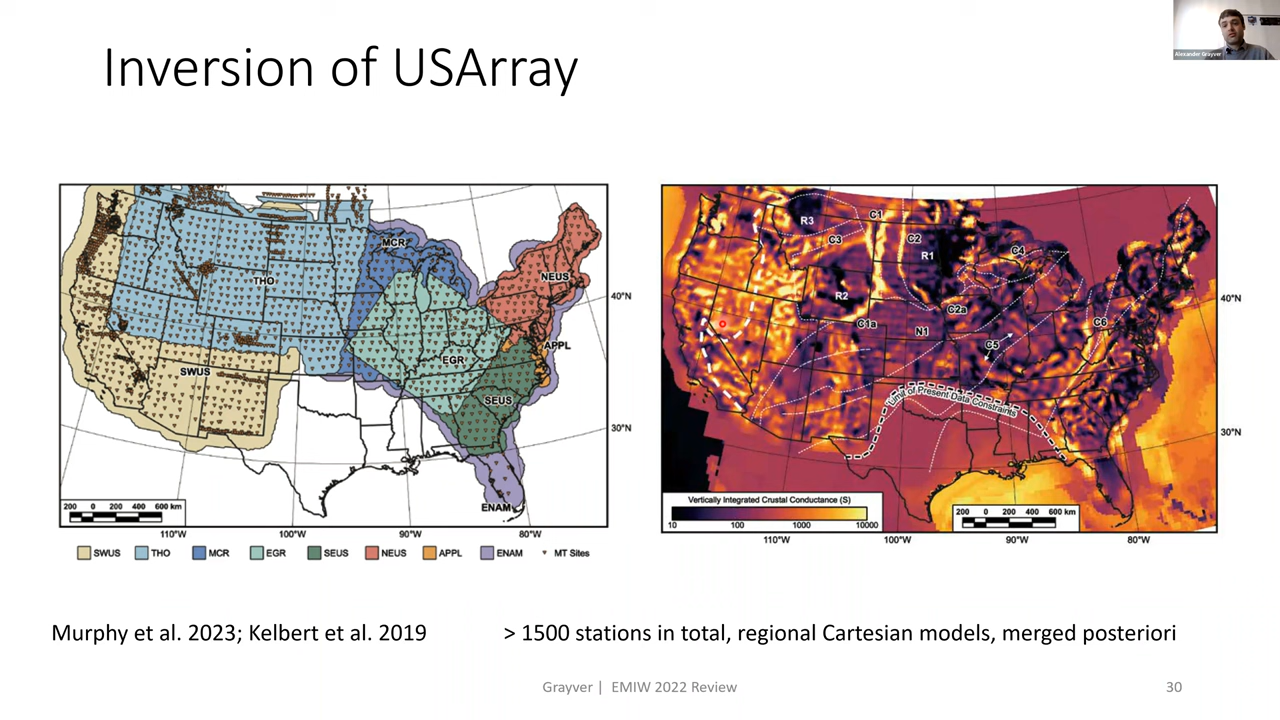 Inversion of USArray
Alexander Grayver
MCR
THO
NEUS
APPL
EGR
SWUS
SEUS
ENAM
40°N
30°N
200 0 200 400 600 km
110°W 100°W 90°W 80°W
SWUS THO MCR EGR SEUS NEUS APPL ENAM MT Sites
R3
C1
C3
C2
R1
C4
R2
C2a
C1a
N1
C6
C5
Limit of Present Data Constraints
40°N
30°N
Vertically Integrated Crustal Conductance (S)
10 100 1000 10000
200 0 200 400 600 km
110°W 100°W 90°W 80°W
Murphy et al. 2023; Kelbert et al. 2019
> 1500 stations in total, regional Cartesian models, merged posteriori
Grayver | EMIW 2022 Review
30